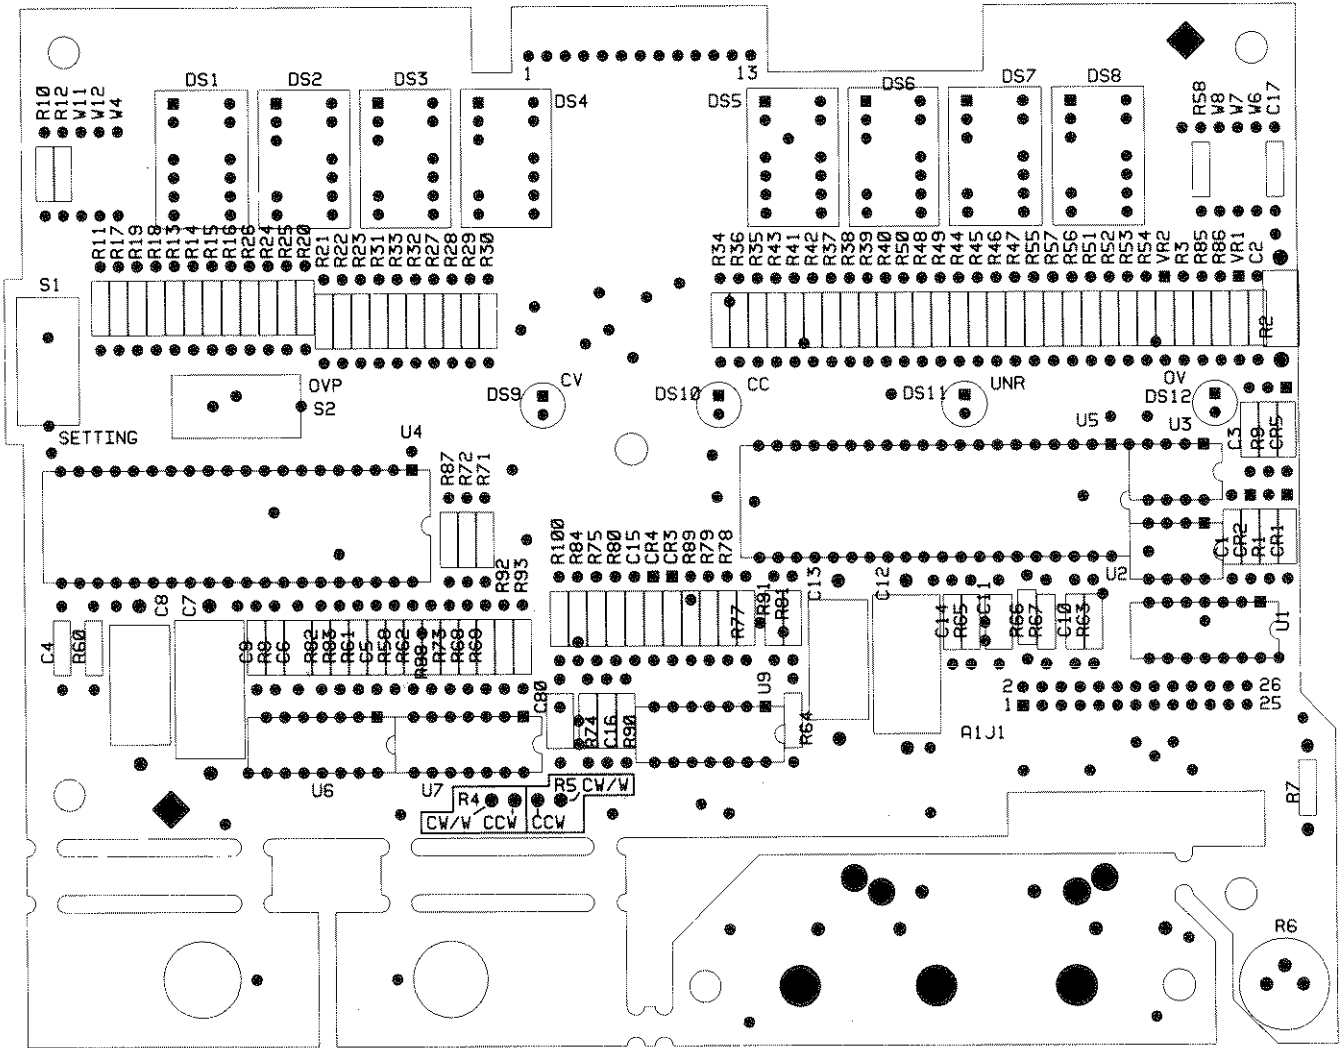 1 13
DS1 DS2 DS3 DS4 DS5 DS6 DS7 DS8
R10 R12 W11 W12 W4
R58 W8 W7 W6 C17
R11 R17 R19 R18 R13 R14 R15 R16 R26 R24 R25 R20 R21 R22 R23 R31 R33 R32 R27 R28 R29 R30
R34 R36 R35 R43 R41 R42 R37 R38 R39 R40 R50 R48 R49 R44 R45 R46 R47 R55 R57 R56 R51 R52 R53 R54 VR2 R3 R85 R86 VR1 C2
S1
R2
OVP
S2
DS9 CV
DS10 CC
DS11 UNR
OV
DS12
SETTING
U4
U5 U3
C3 R9 CR5
R87 R72 R71
R100 R84 R75 R80 C15 CR4 CR3 R89 R79 R78
C1 CR2 R1 CR1
R92 R93
C8 C7
C13 C12
U2
C4 R60
C9 R8 C6 R82 R83 R61 C5 R59 R62 R88 R73 R68 R69
R77 R91 R81
C14 R65 C11 R66 R67 C10 R63
U1
C80
U9
2 26
1 25
R74 C16 R90
R64
A1J1
U6 U7
R5 CW/W
R4
CW/W CCW CCW
R7
R6